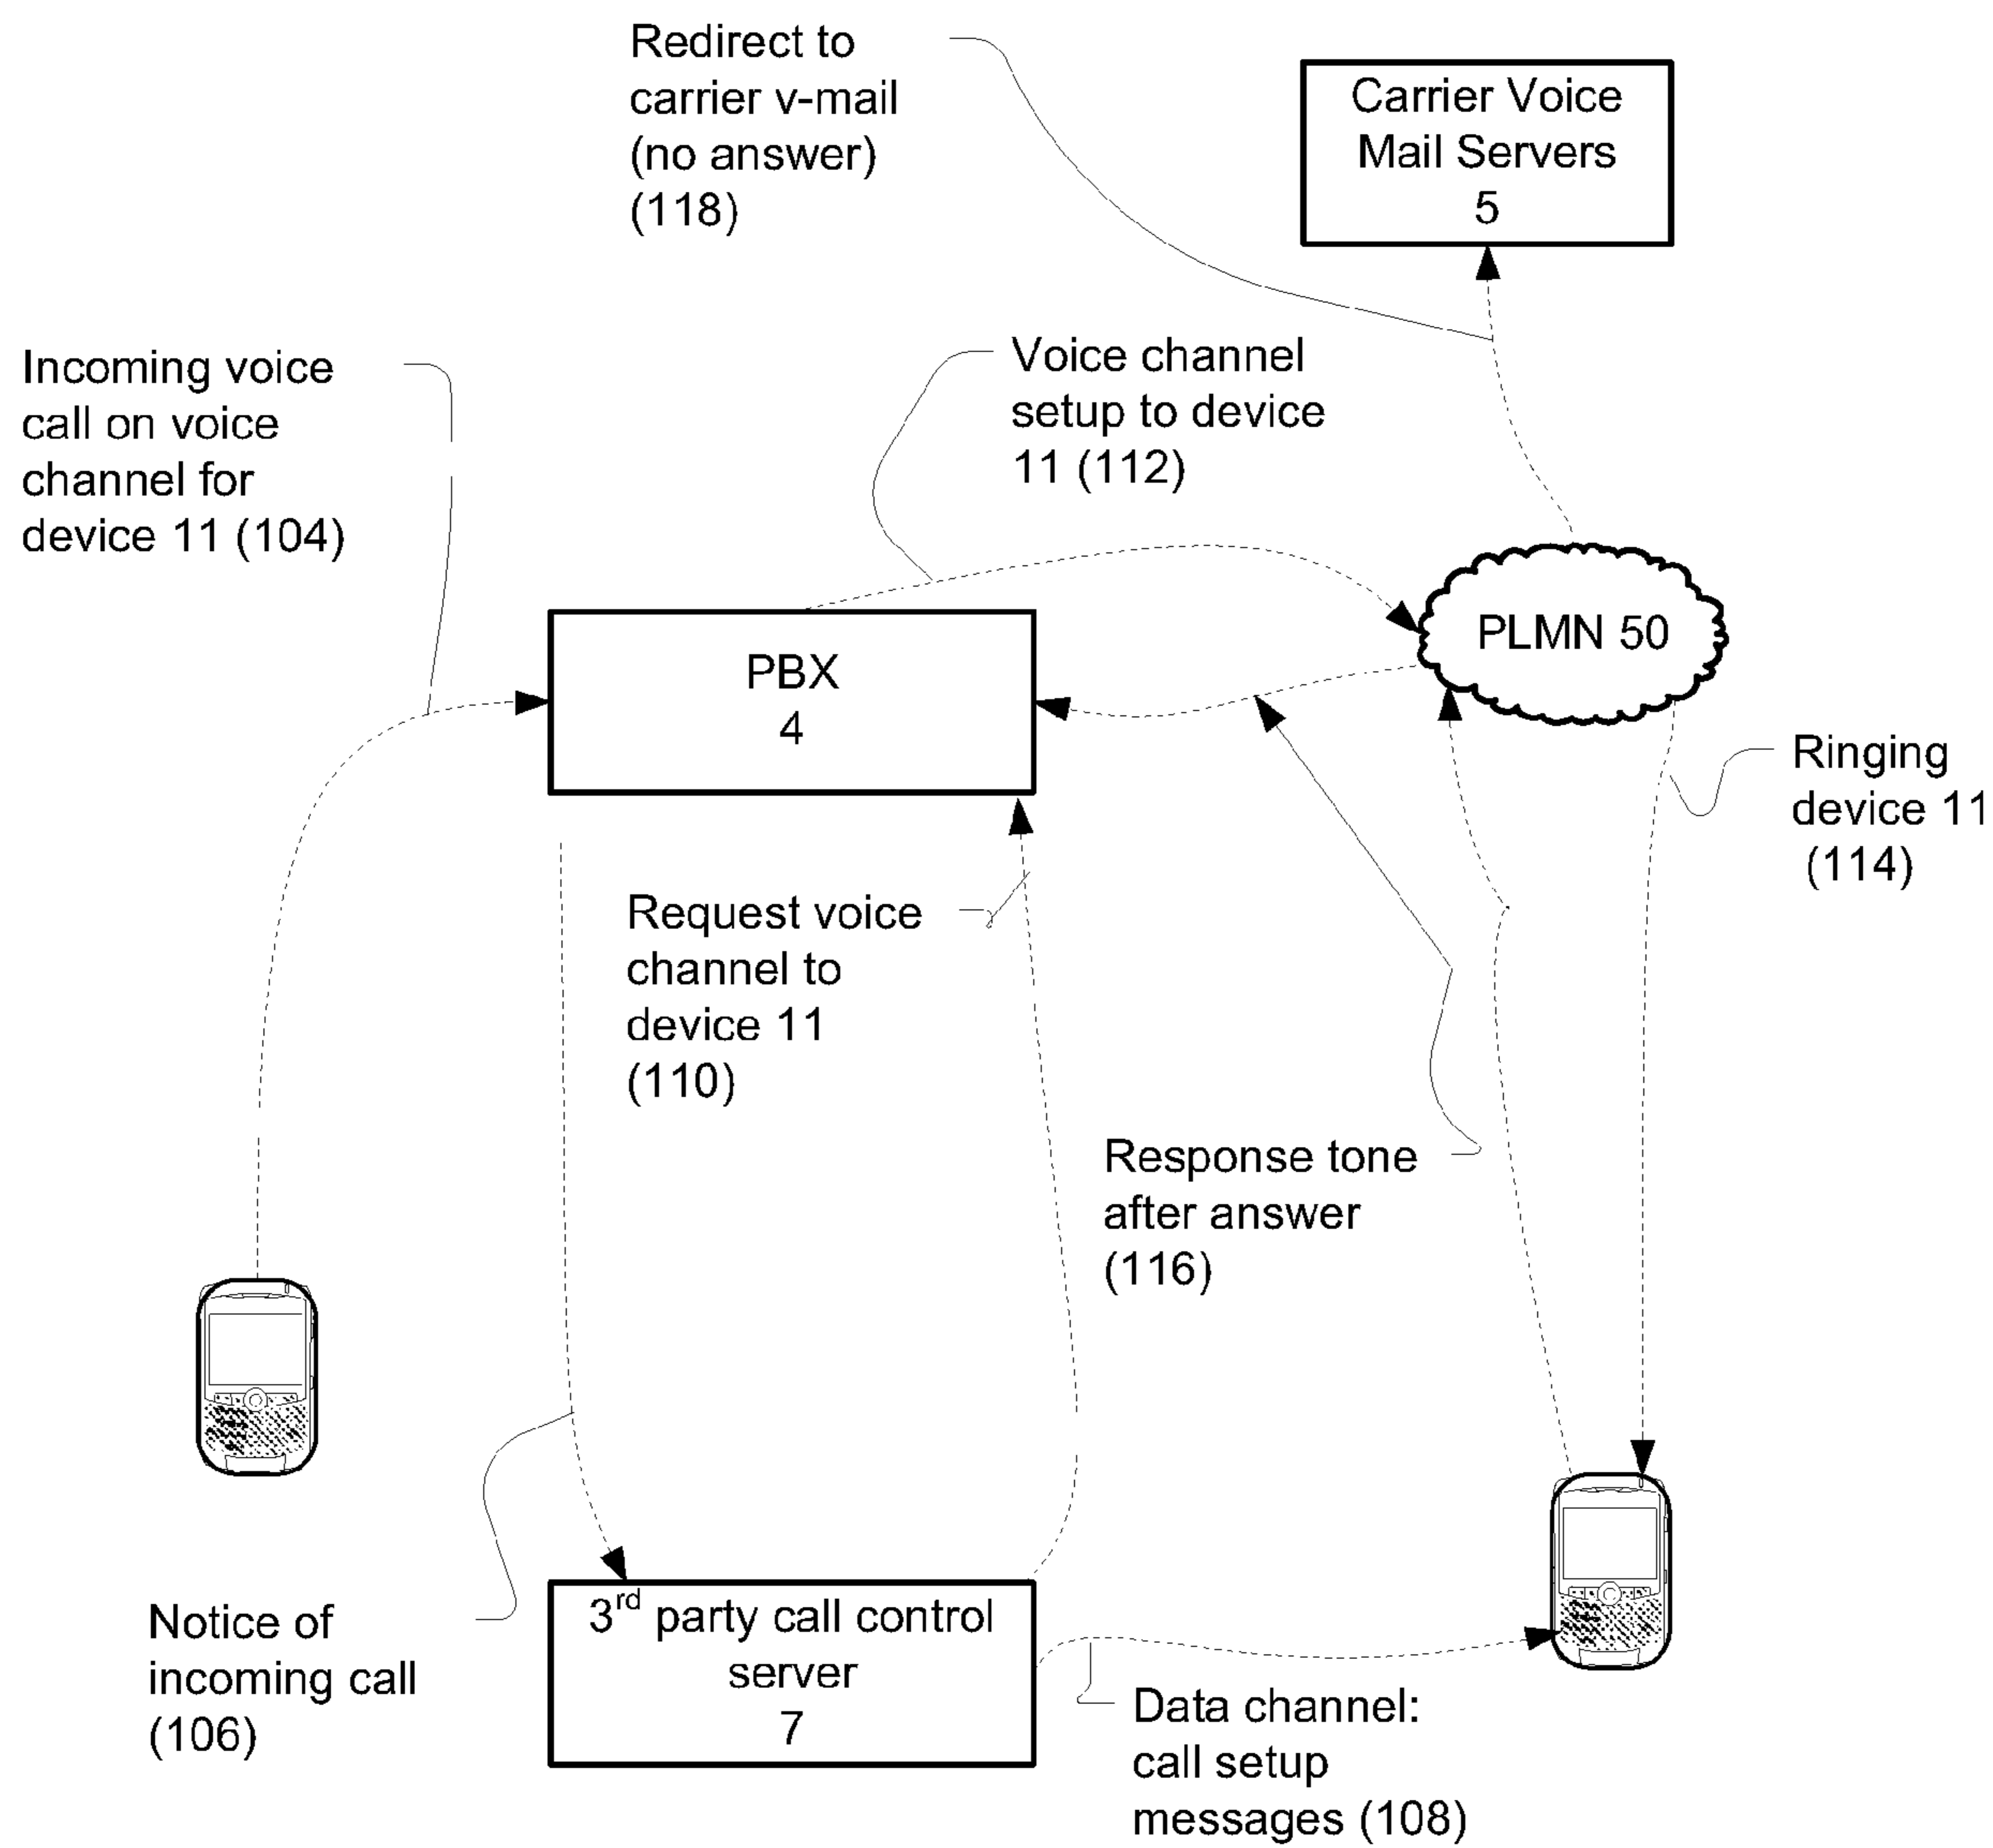 Redirect to
carrier v-mail
(no answer)
(118)
Carrier Voice
Mail Servers
5
Incoming voice
call on voice
channel for
device 11 (104)
Voice channel
setup to device
11 (112)
PLMN 50
PBX
4
Ringing
device 11
(114)
Request voice
channel to
device 11
(110)
Response tone
after answer
(116)
Notice of
incoming call
(106)
3rd party call control
server
7
Data channel:
call setup
messages (108)